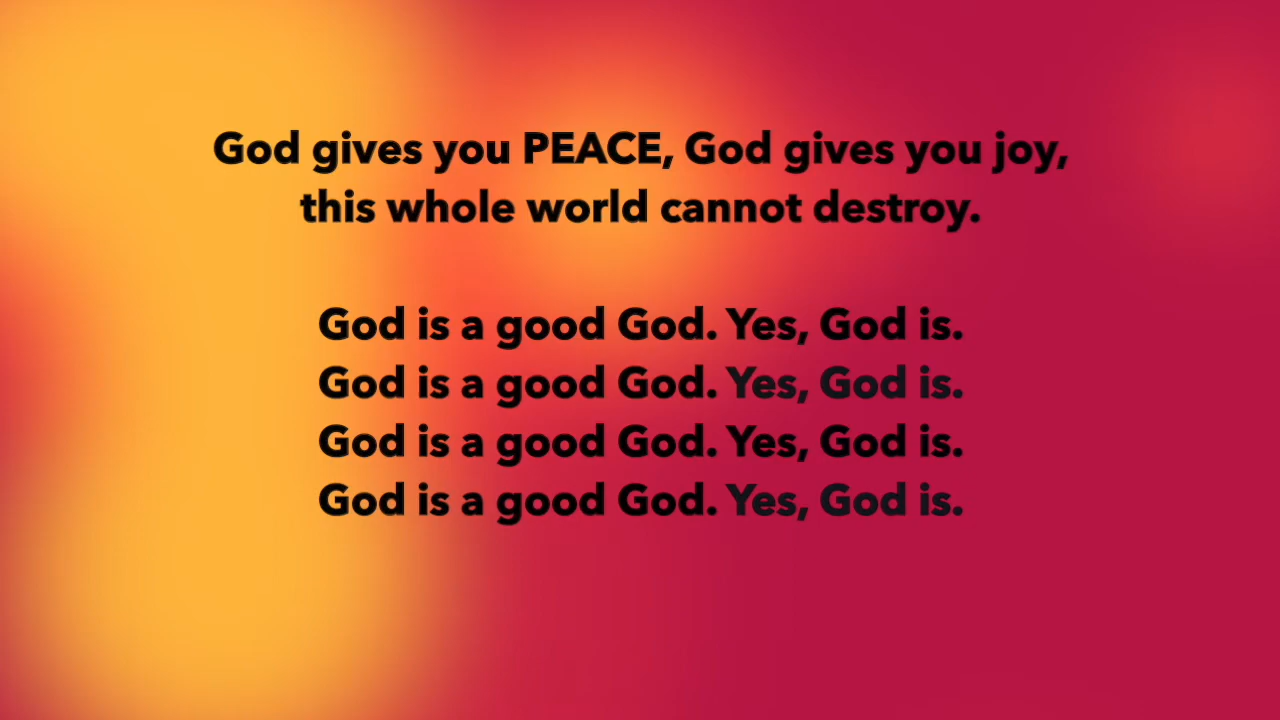 God gives you PEACE, God gives you joy,
this whole world cannot destroy.
God is a good God. Yes, God is.
God is a good God. Yes, God is.
God is a good God. Yes, God is.
God is a good God. Yes, God is.